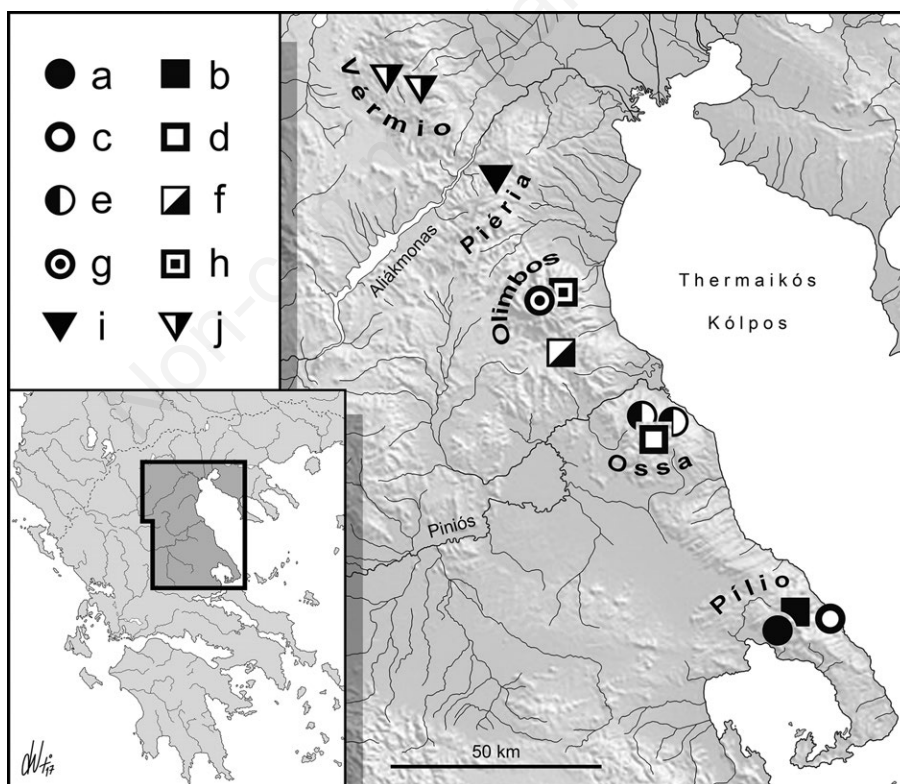 a b
c d
e f
g h
i j
Vérmio
Piéria
Aliákmonas
Olimbos
Thermaikós
Kólpos
Ossa
Piniós
Pílio
50 km